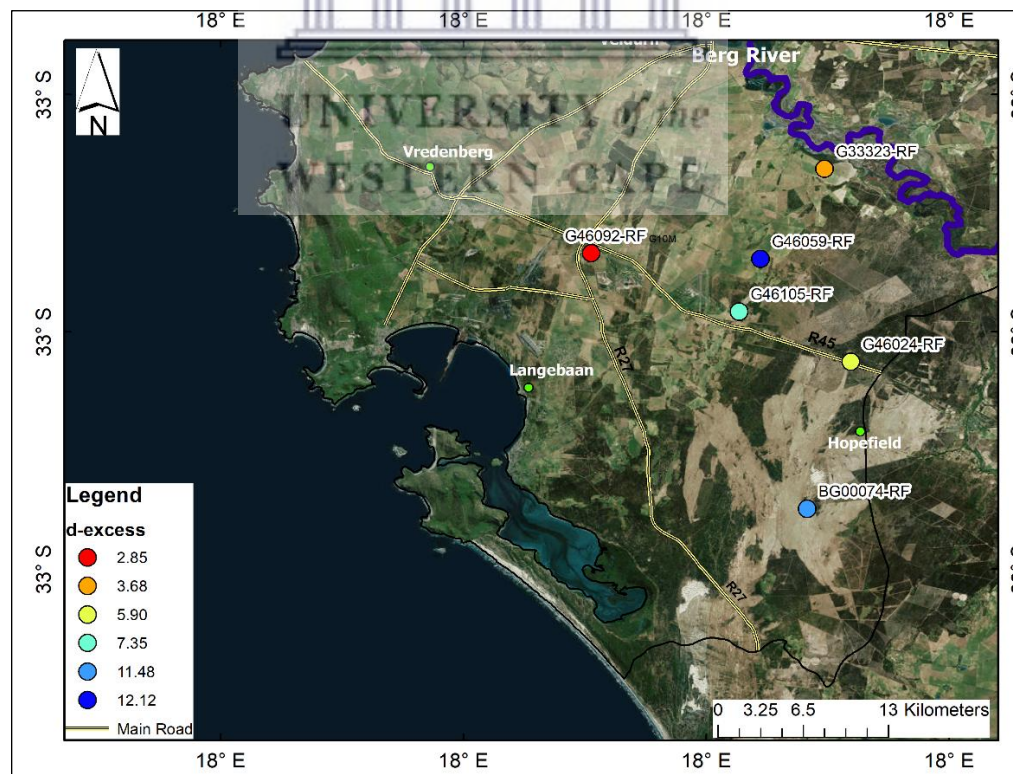 18° E 18° E 18° E 18° E
33° S
33° S
33° S
N
Berg River
UNIVERSITY of the
WESTERN CAPE
Vredenberg
G33323-RF
G46092-RF
G10M
G46059-RF
G46105-RF
R45
G46024-RF
R27
Langebaan
Hopefield
BG00074-RF
R27
Legend
d-excess
2.85
3.68
5.90
7.35
11.48
12.12
Main Road
0 3.25 6.5 13 Kilometers
18° E 18° E 18° E 18° E